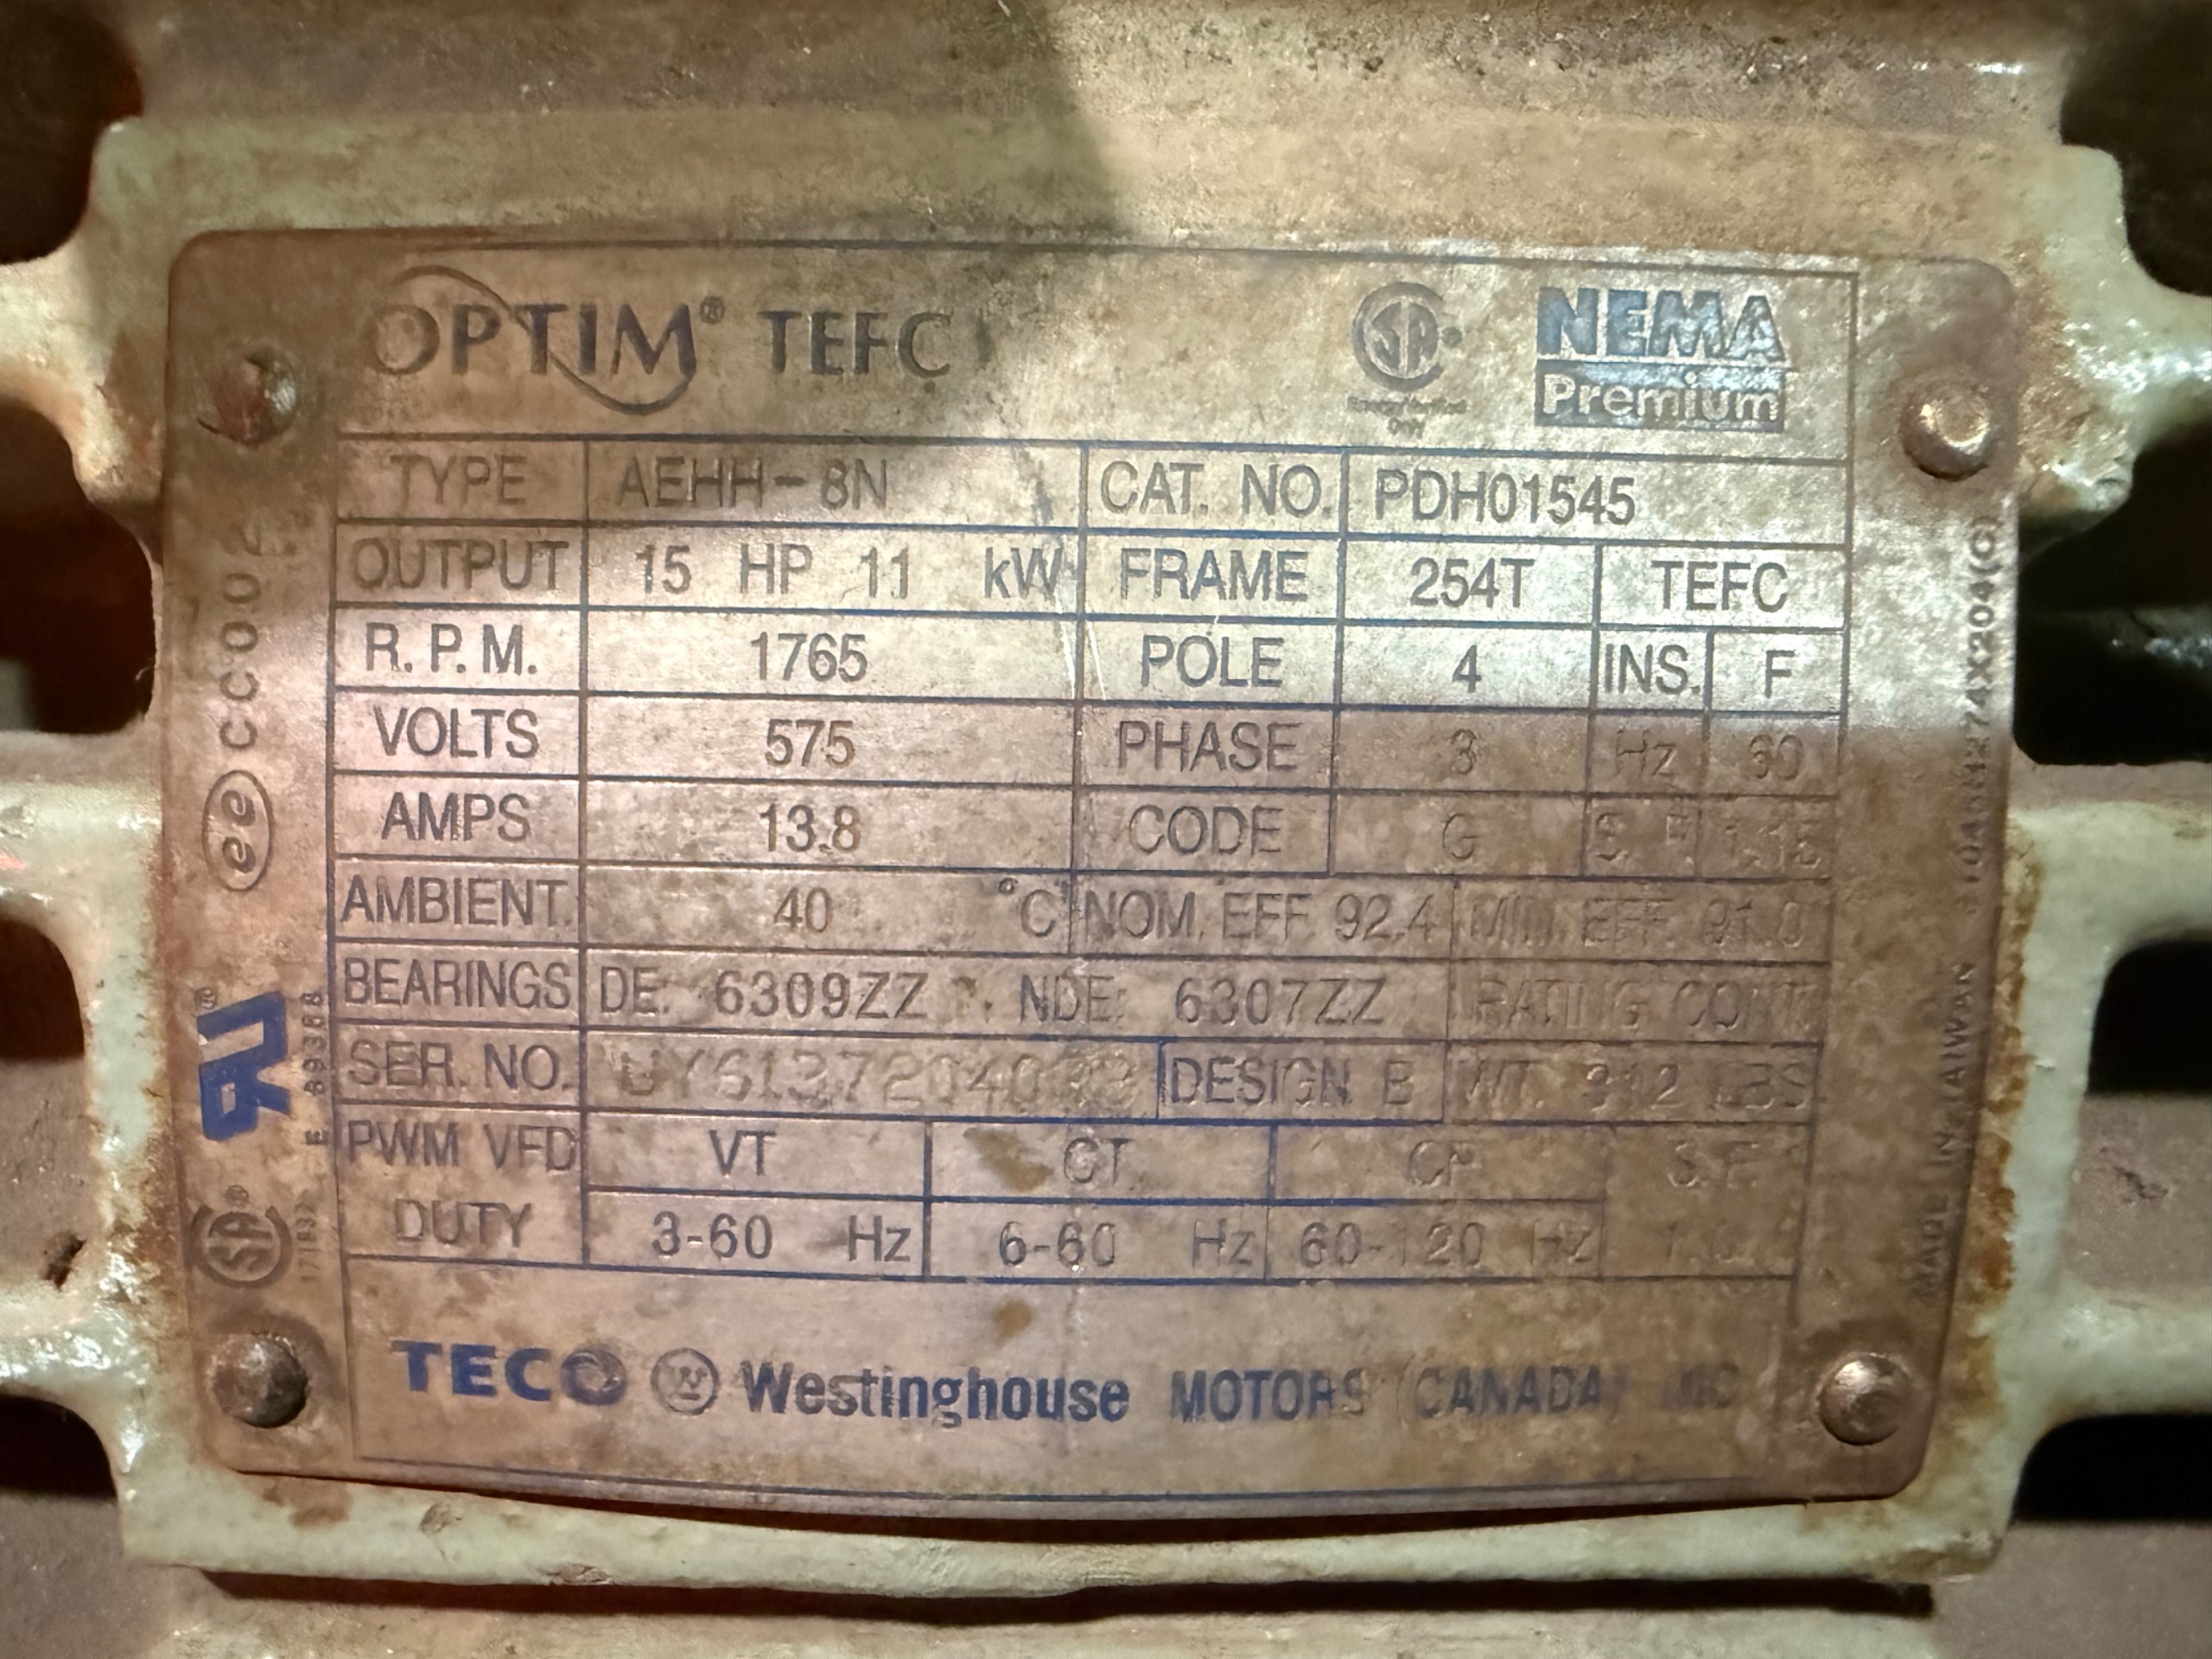 OPTIM® TEFC
NEMA
Premium
TYPE AEHH-8N CAT. NO. PDH01545
OUTPUT 15 HP 11 kW FRAME 254T TEFC
R.P.M. 1765 POLE 4 INS. F
VOLTS 575 PHASE 3 Hz 60
AMPS 13.8 CODE G S.F. 1.15
AMBIENT. 40 °C NOM. EFF. 92.4 MIN. EFF. 91.0
BEARINGS DE: 6309ZZ NDE: 6307ZZ RATING CONT.
SER. NO. DESIGN B WT. LBS
PWM VFD VT CT CP S.F.
DUTY 3-60 Hz 6-60 Hz 60-120 Hz 1.0
TECO W Westinghouse MOTORS (CANADA) INC
ee
E 89388
MADE IN TAIWAN